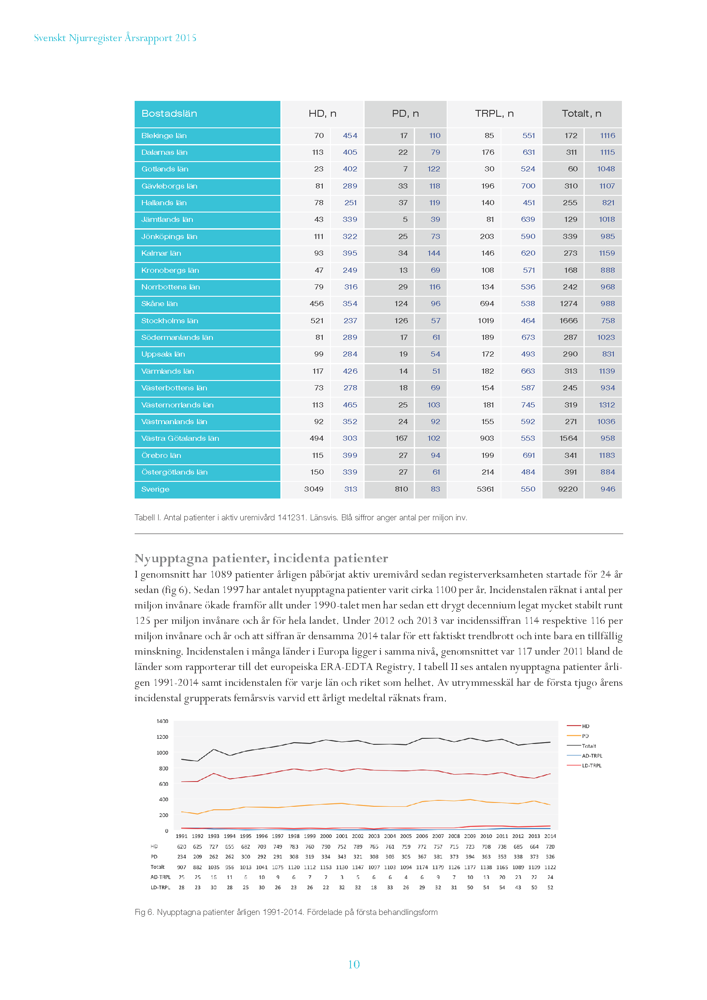 Svenskt Njurregister Årsrapport 2015
Bostadslän HD, n PD, n TRPL, n Totalt, n
Blekinge län 70 454 17 110 85 551 172 1116
Dalarnas län 113 405 22 79 176 631 311 1115
Gotlands län 23 402 7 122 30 524 60 1048
Gävleborgs län 81 289 33 118 196 700 310 1107
Hallands län 78 251 37 119 140 451 255 821
Jämtlands län 43 339 5 39 81 639 129 1018
Jönköpings län 111 322 25 73 203 590 339 985
Kalmar län 93 395 34 144 146 620 273 1159
Kronobergs län 47 249 13 69 108 571 168 888
Norrbottens län 79 316 29 116 134 536 242 968
Skåne län 456 354 124 96 694 538 1274 988
Stockholms län 521 237 126 57 1019 464 1666 758
Södermanlands län 81 289 17 61 189 673 287 1023
Uppsala län 99 284 19 54 172 493 290 831
Värmlands län 117 426 14 51 182 663 313 1139
Västerbottens län 73 278 18 69 154 587 245 934
Västernorrlands län 113 465 25 103 181 745 319 1312
Västmanlands län 92 352 24 92 155 592 271 1036
Västra Götalands län 494 303 167 102 903 553 1564 958
Örebro län 115 399 27 94 199 691 341 1183
Östergötlands län 150 339 27 61 214 484 391 884
Sverige 3049 313 810 83 5361 550 9220 946
Tabell I. Antal patienter i aktiv uremivård 141231. Länsvis. Blå siffror anger antal per miljon inv.
Nyupptagna patienter, incidenta patienter
I genomsnitt har 1089 patienter årligen påbörjat aktiv uremivård sedan registerverksamheten startade för 24 år
sedan (fig 6). Sedan 1997 har antalet nyupptagna patienter varit cirka 1100 per år. Incidenstalen räknat i antal per
miljon invånare ökade framför allt under 1990-talet men har sedan ett drygt decennium legat mycket stabilt runt
125 per miljon invånare och år för hela landet. Under 2012 och 2013 var incidenssiffran 114 respektive 116 per
miljon invånare och år och att siffran är densamma 2014 talar för ett faktiskt trendbrott och inte bara en tillfällig
minskning. Incidenstalen i många länder i Europa ligger i samma nivå, genomsnittet var 117 under 2011 bland de
länder som rapporterar till det europeiska ERA-EDTA Registry. I tabell II ses antalen nyupptagna patienter årli-
gen 1991-2014 samt incidenstalen för varje län och riket som helhet. Av utrymmesskäl har de första tjugo årens
incidenstal grupperats femårsvis varvid ett årligt medeltal räknats fram.
1400
1200
1000
800
600
400
200
0
HD
PD
Totalt
AD-TRPL
LD-TRPL
1991 1992 1993 1994 1995 1996 1997 1998 1999 2000 2001 2002 2003 2004 2005 2006 2007 2008 2009 2010 2011 2012 2013 2014
HD 620 625 727 655 682 709 749 783 760 790 752 789 765 761 759 772 757 715 723 708 738 685 664 720
PD 234 209 262 262 300 292 291 308 319 334 343 321 308 303 305 367 381 373 394 363 353 338 373 326
Totalt 907 882 1035 956 1013 1041 1075 1120 1112 1153 1130 1147 1097 1103 1094 1174 1179 1126 1177 1138 1165 1089 1109 1122
AD-TRPL 25 25 16 11 6 10 9 6 7 7 3 5 6 6 4 6 9 7 10 13 20 23 22 24
LD-TRPL 28 23 30 28 25 30 26 23 26 22 32 32 18 33 26 29 32 31 50 54 54 43 50 52
Fig 6. Nyupptagna patienter årligen 1991-2014. Fördelade på första behandlingsform
10